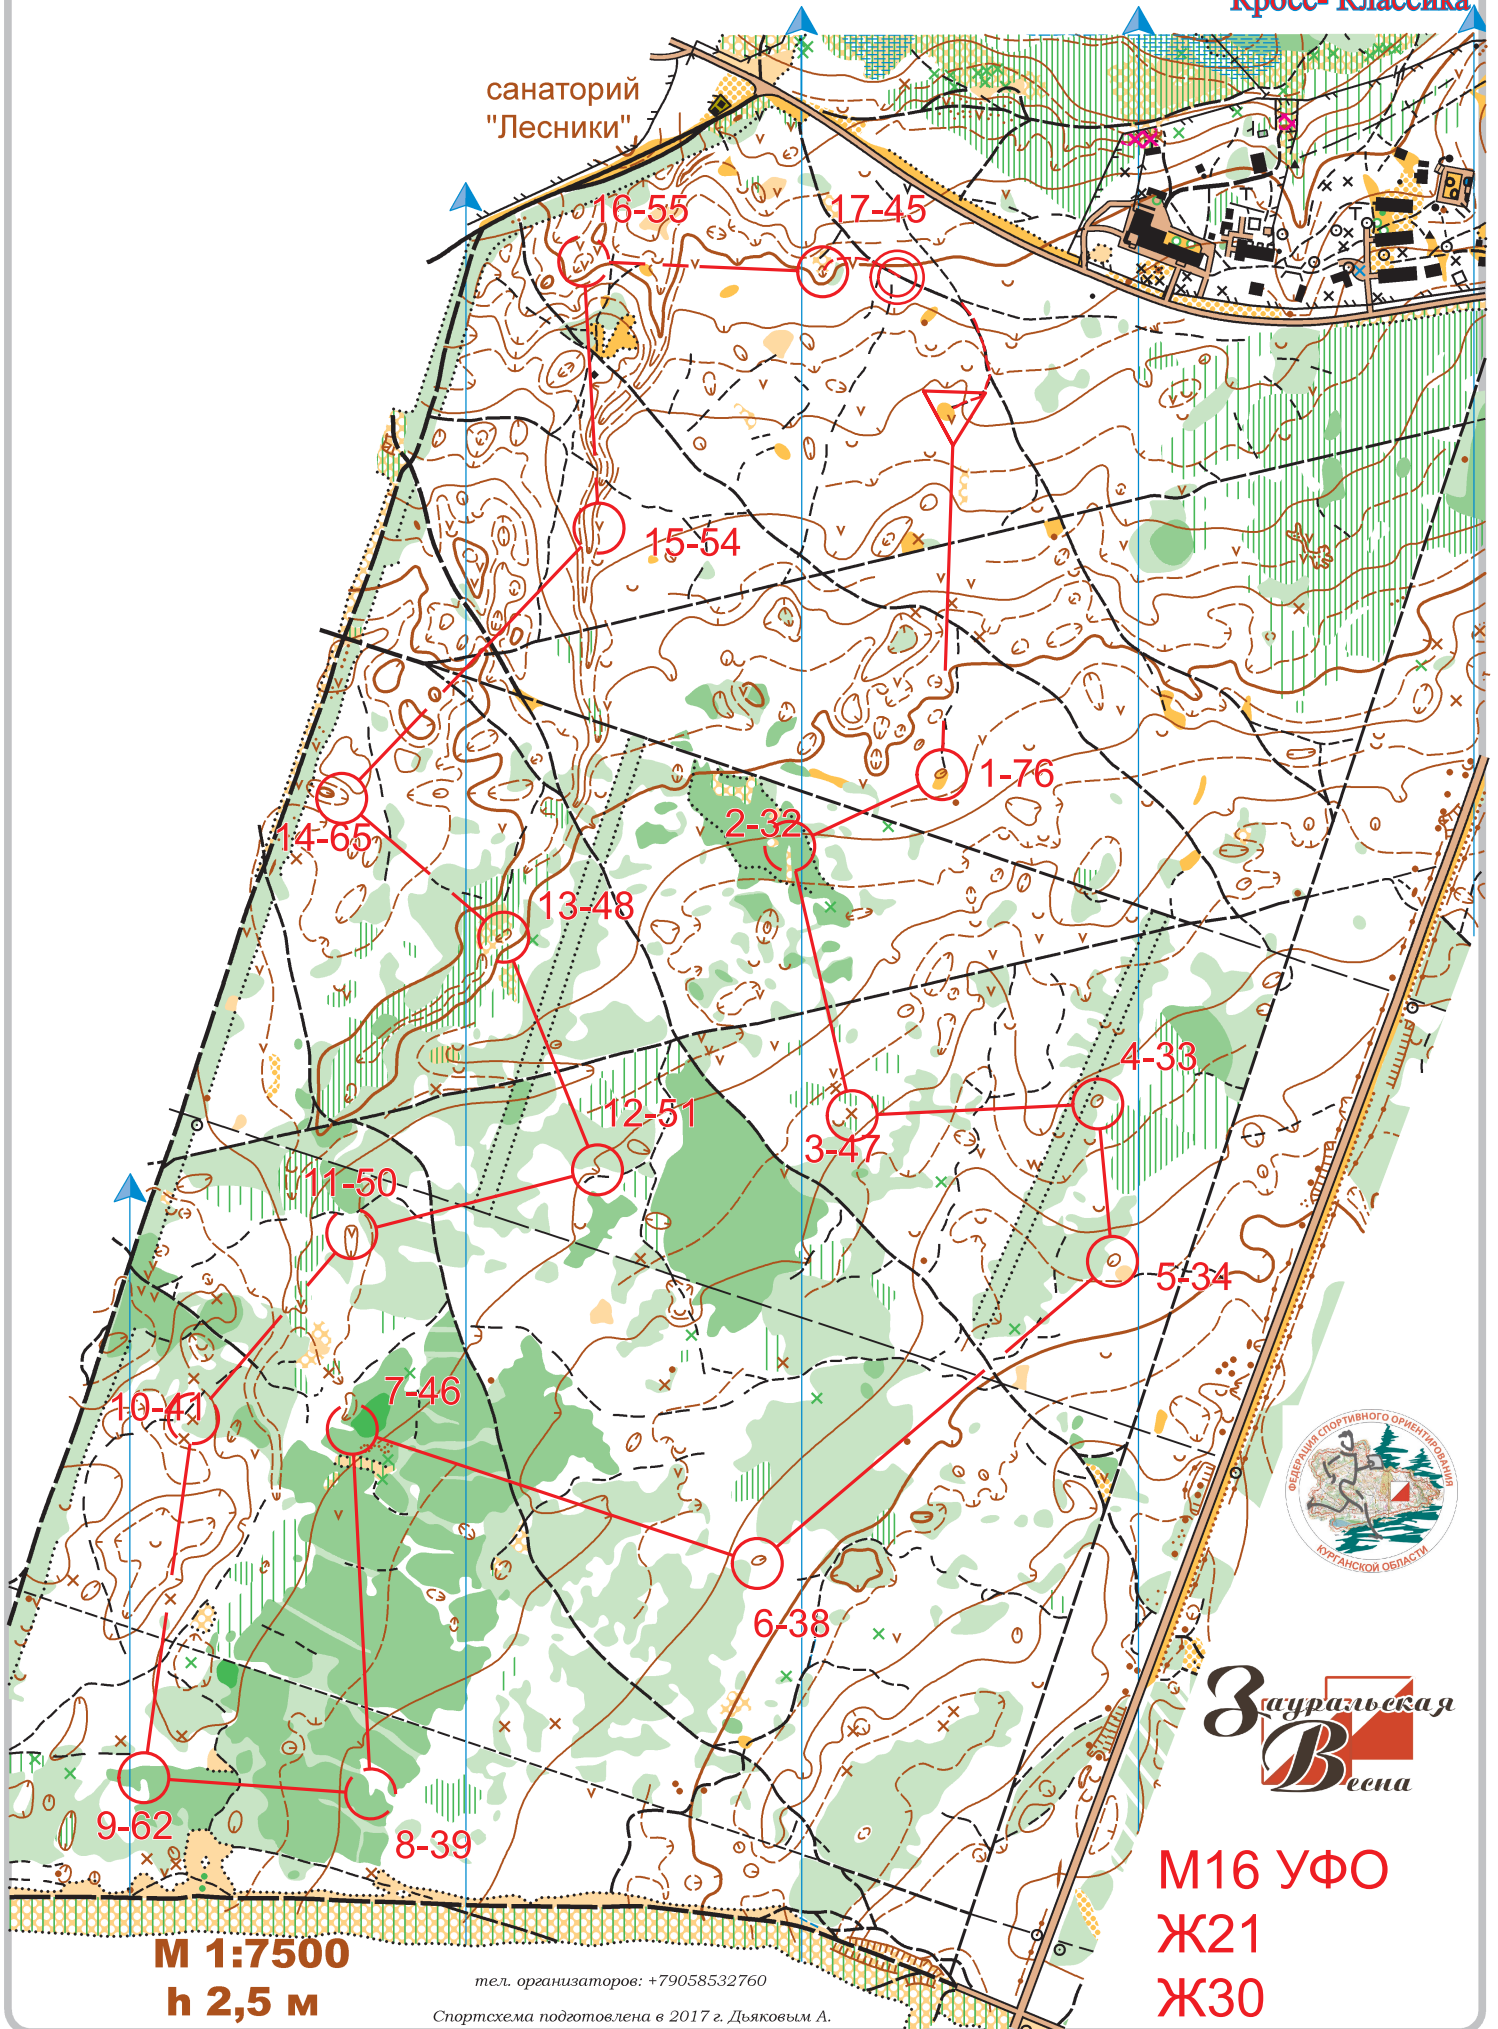 Кросс- Классика
санаторий
"Лесники"
16-55
17-45
15-54
1-76
2-32
14-65
13-48
4-33
12-51
3-47
11-50
5-34
7-46
10-41
ФЕДЕРАЦИЯ СПОРТИВНОГО ОРИЕНТИРОВАНИЯ
КУРГАНСКОЙ ОБЛАСТИ
6-38
Зауральская
Весна
9-62
8-39
М16 УФО
Ж21
Ж30
М 1:7500
h 2,5 м
тел. организаторов: +79058532760
Спортсхема подготовлена в 2017 г. Дьяковым А.